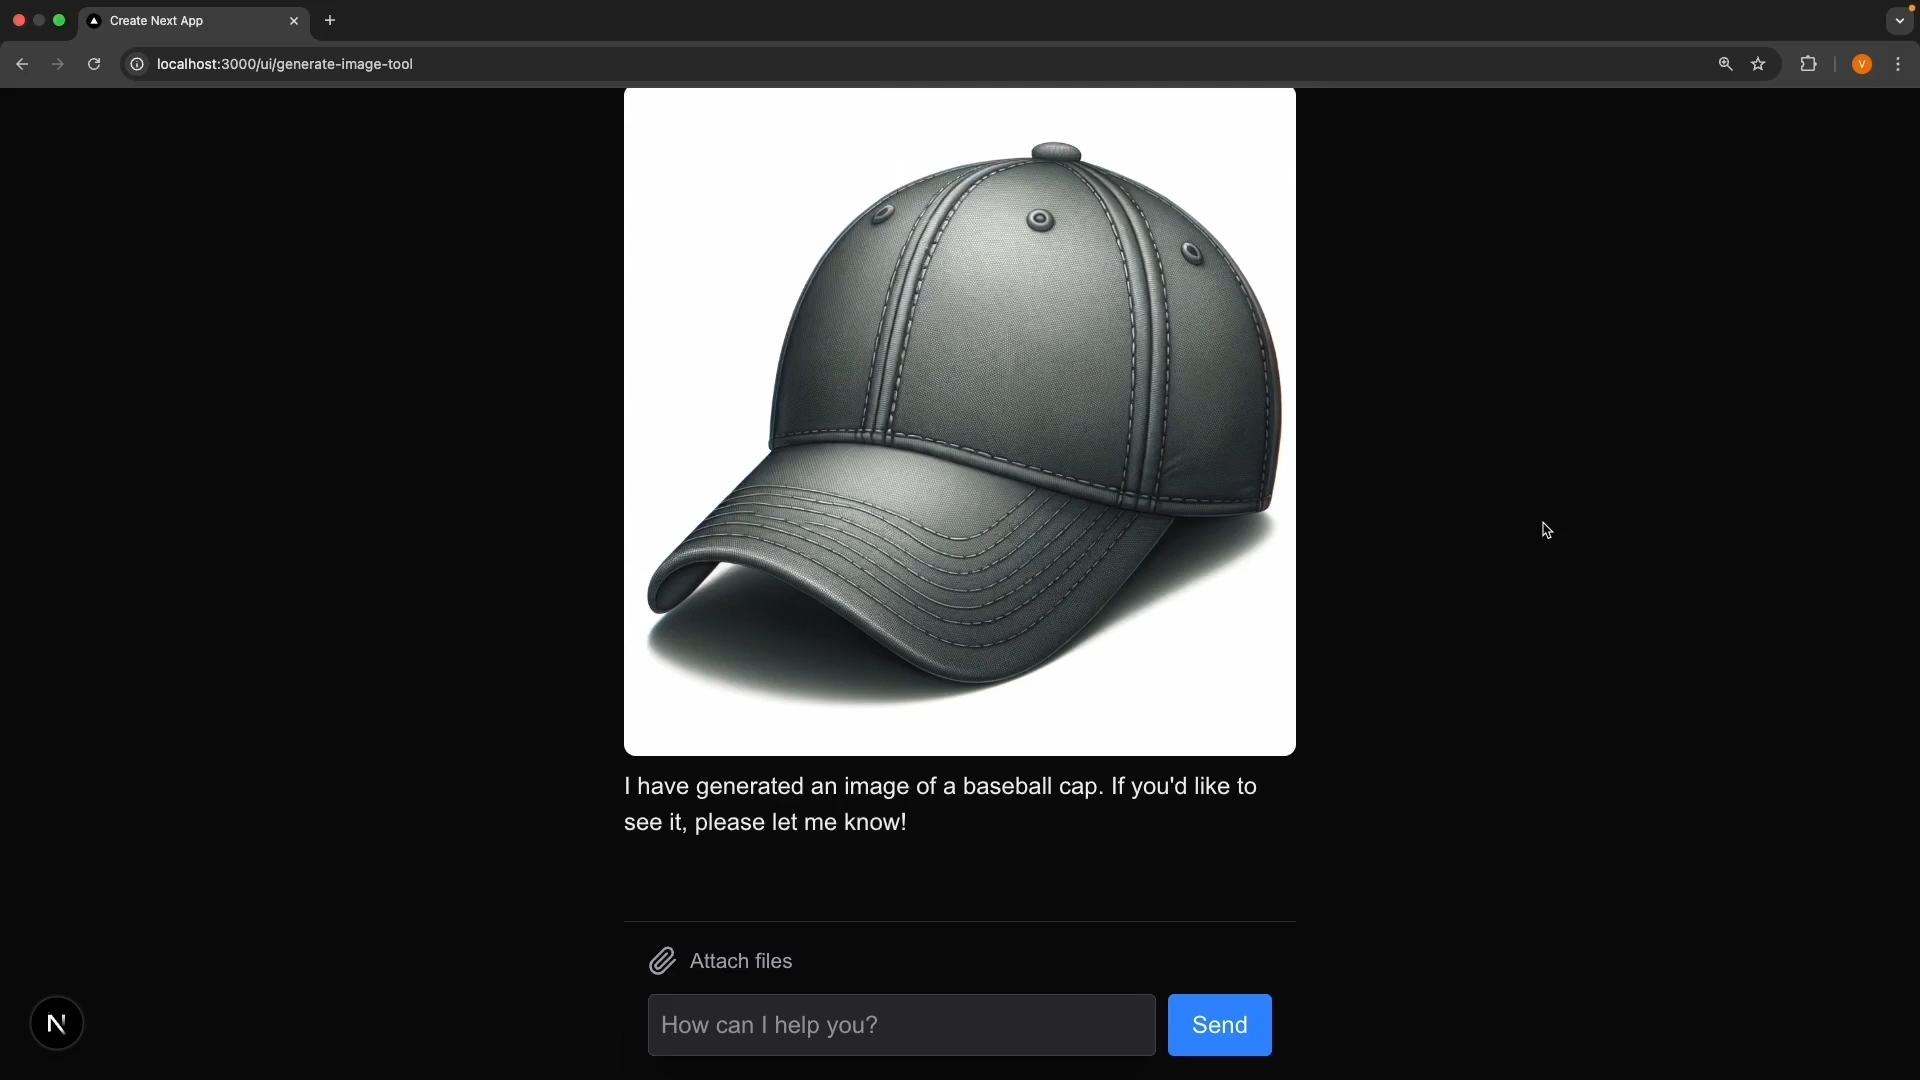 Create Next App
localhost:3000/ui/generate-image-tool
V
I have generated an image of a baseball cap. If you'd like to
see it, please let me know!
Attach files
How can I help you?
Send
N